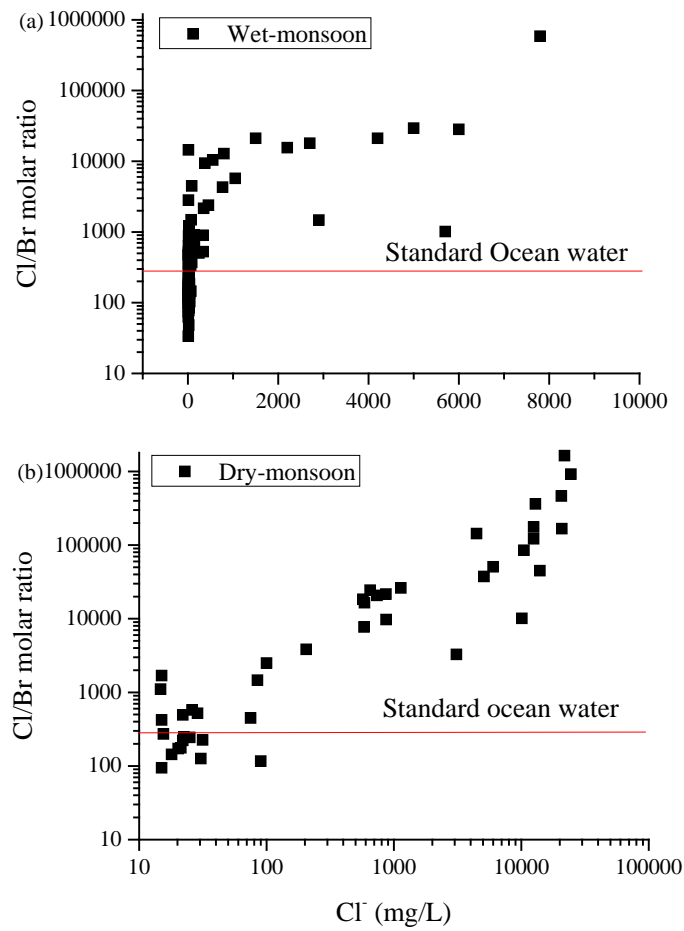 (a)
Wet-monsoon
1000000
100000
10000
1000
100
10
Cl/Br molar ratio
Standard Ocean water
0
2000
4000
6000
8000
10000
(b)
Dry-monsoon
1000000
100000
10000
1000
100
10
Cl/Br molar ratio
Standard ocean water
10
100
1000
10000
100000
Cl⁻ (mg/L)